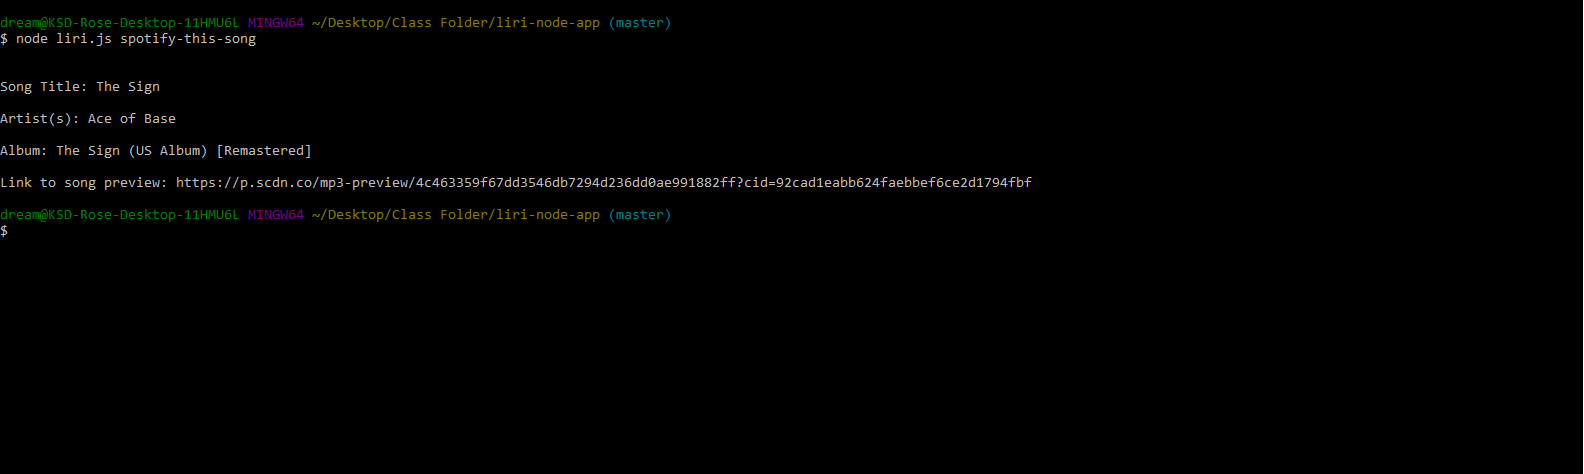 dream@KSD-Rose-Desktop-11HMU6L MINGW64 ~/Desktop/Class Folder/liri-node-app (master)
$ node liri.js spotify-this-song
Song Title: The Sign
Artist(s): Ace of Base
Album: The Sign (US Album) [Remastered]
Link to song preview: https://p.scdn.co/mp3-preview/4c463359f67dd3546db7294d236dd0ae991882ff?cid=92cad1eabb624faebbef6ce2d1794fbf
dream@KSD-Rose-Desktop-11HMU6L MINGW64 ~/Desktop/Class Folder/liri-node-app (master)
$